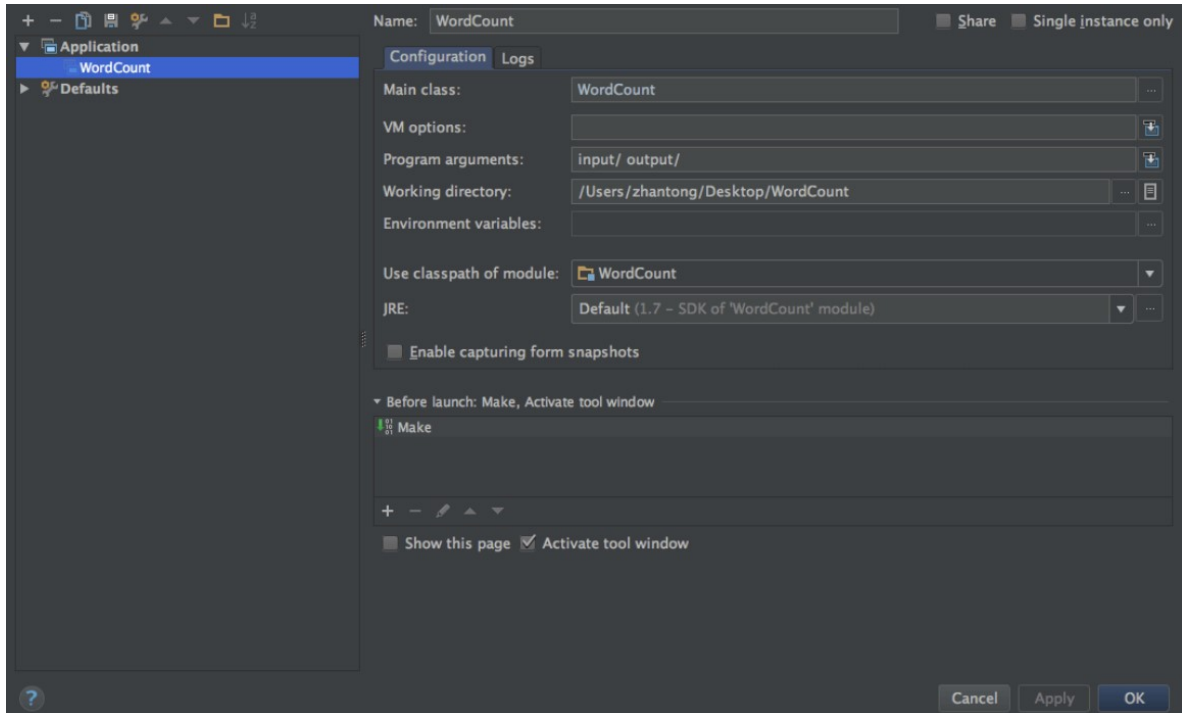 Name: WordCount Share Single instance only
Application
WordCount
Defaults
Configuration Logs
Main class: WordCount
VM options:
Program arguments: input/ output/
Working directory: /Users/zhantong/Desktop/WordCount
Environment variables:
Use classpath of module: WordCount
JRE: Default (1.7 – SDK of 'WordCount' module)
Enable capturing form snapshots
Before launch: Make, Activate tool window
Make
Show this page Activate tool window
? Cancel Apply OK